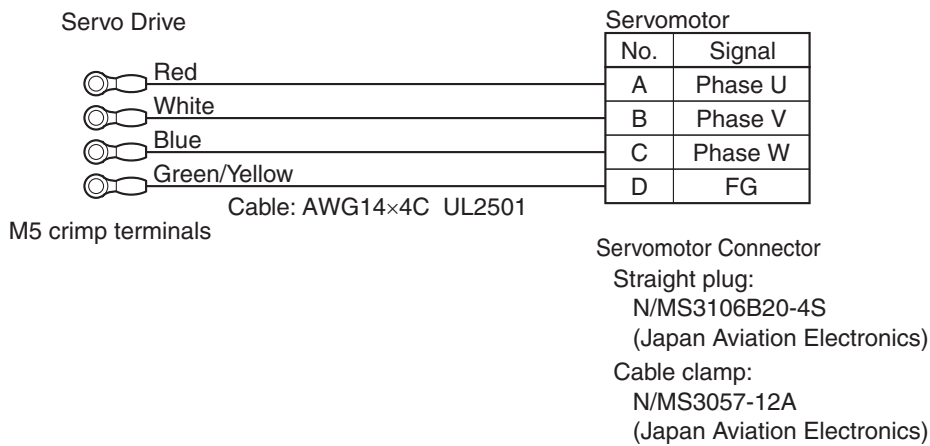 Servo Drive
Servomotor
No. Signal
Red
A Phase U
White
B Phase V
Blue
C Phase W
Green/Yellow
D FG
Cable: AWG14×4C UL2501
M5 crimp terminals
Servomotor Connector
Straight plug:
N/MS3106B20-4S
(Japan Aviation Electronics)
Cable clamp:
N/MS3057-12A
(Japan Aviation Electronics)